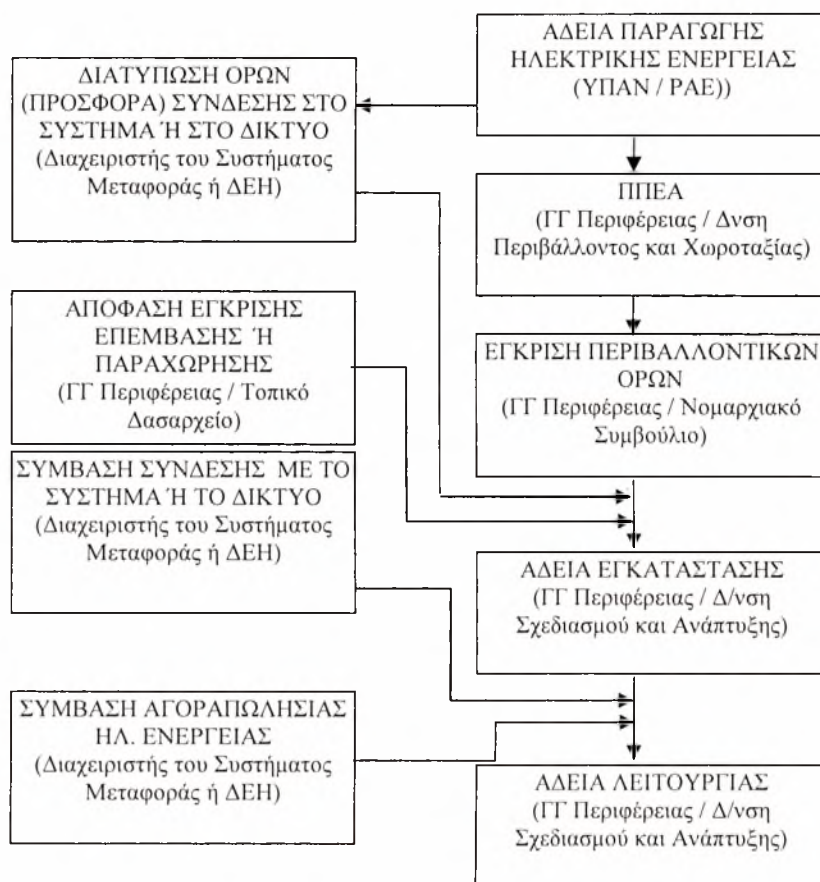 ΑΔΕΙΑ ΠΑΡΑΓΩΓΗΣ
ΗΛΕΚΤΡΙΚΗΣ ΕΝΕΡΓΕΙΑΣ
(ΥΠΑΝ / ΡΑΕ))
ΔΙΑΤΥΠΩΣΗ ΟΡΩΝ
(ΠΡΟΣΦΟΡΑ) ΣΥΝΔΕΣΗΣ ΣΤΟ
ΣΥΣΤΗΜΑ Ή ΣΤΟ ΔΙΚΤΥΟ
(Διαχειριστής του Συστήματος
Μεταφοράς ή ΔΕΗ)
ΠΠΕΑ
(ΓΓ Περιφέρειας / Δνση
Περιβάλλοντος και Χωροταξίας)
ΑΠΟΦΑΣΗ ΕΓΚΡΙΣΗΣ
ΕΠΕΜΒΑΣΗΣ Ή
ΠΑΡΑΧΩΡΗΣΗΣ
(ΓΓ Περιφέρειας / Τοπικό
Δασαρχείο)
ΕΓΚΡΙΣΗ ΠΕΡΙΒΑΛΛΟΝΤΙΚΩΝ
ΟΡΩΝ
(ΓΓ Περιφέρειας / Νομαρχιακό
Συμβούλιο)
ΣΥΜΒΑΣΗ ΣΥΝΔΕΣΗΣ ΜΕ ΤΟ
ΣΥΣΤΗΜΑ Ή ΤΟ ΔΙΚΤΥΟ
(Διαχειριστής του Συστήματος
Μεταφοράς ή ΔΕΗ)
ΑΔΕΙΑ ΕΓΚΑΤΑΣΤΑΣΗΣ
(ΓΓ Περιφέρειας / Δ/νση
Σχεδιασμού και Ανάπτυξης)
ΣΥΜΒΑΣΗ ΑΓΟΡΑΠΩΛΗΣΙΑΣ
ΗΛ. ΕΝΕΡΓΕΙΑΣ
(Διαχειριστής του Συστήματος
Μεταφοράς ή ΔΕΗ)
ΑΔΕΙΑ ΛΕΙΤΟΥΡΓΙΑΣ
(ΓΓ Περιφέρειας / Δ/νση
Σχεδιασμού και Ανάπτυξης)